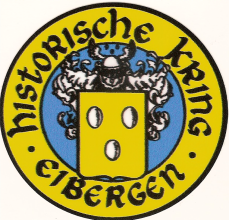 HISTORISCHE KRING
• EIBERGEN •